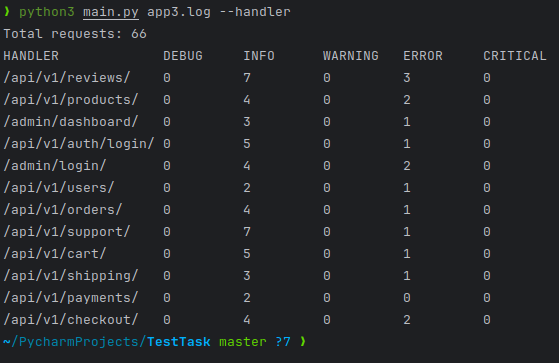 ❯ python3 main.py app3.log --handler
Total requests: 66
HANDLER DEBUG INFO WARNING ERROR CRITICAL
/api/v1/reviews/ 0 7 0 3 0
/api/v1/products/ 0 4 0 2 0
/admin/dashboard/ 0 3 0 1 0
/api/v1/auth/login/ 0 5 0 1 0
/admin/login/ 0 4 0 2 0
/api/v1/users/ 0 2 0 1 0
/api/v1/orders/ 0 4 0 1 0
/api/v1/support/ 0 7 0 1 0
/api/v1/cart/ 0 5 0 1 0
/api/v1/shipping/ 0 3 0 1 0
/api/v1/payments/ 0 2 0 0 0
/api/v1/checkout/ 0 4 0 2 0
~/PycharmProjects/TestTask master ?7 ❯